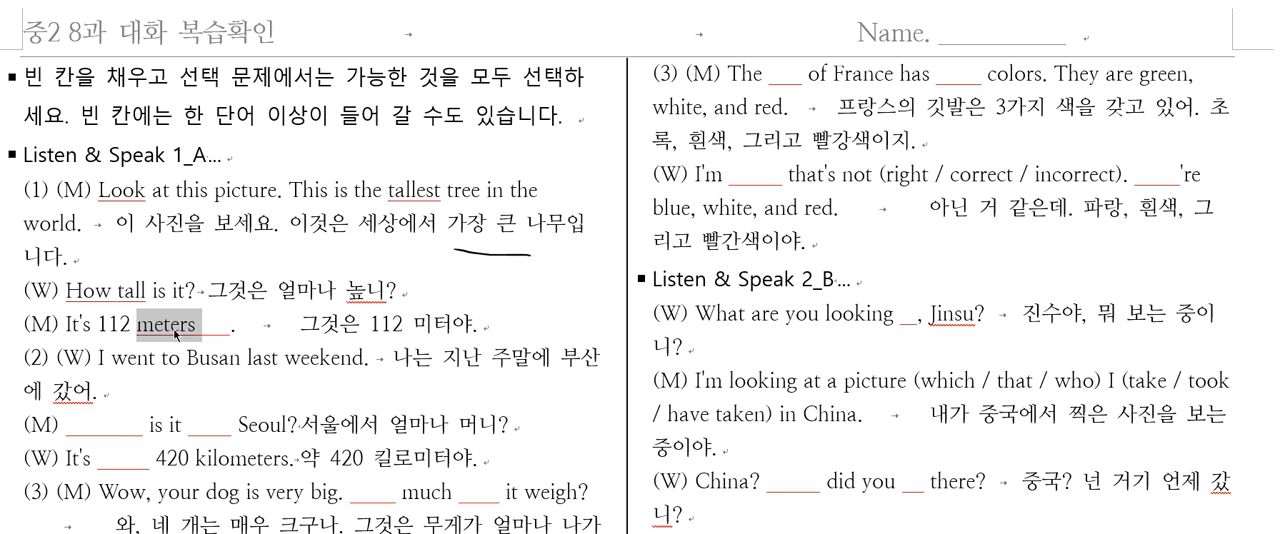 중2 8과 대화 복습확인 Name. ____________
▪ 빈 칸을 채우고 선택 문제에서는 가능한 것을 모두 선택하
세요. 빈 칸에는 한 단어 이상이 들어 갈 수도 있습니다.
▪ Listen & Speak 1_A...
(1) (M) Look at this picture. This is the tallest tree in the
world. → 이 사진을 보세요. 이것은 세상에서 가장 큰 나무입
니다.
(W) How tall is it?→그것은 얼마나 높니?
(M) It's 112 meters ___. → 그것은 112 미터야.
(2) (W) I went to Busan last weekend. → 나는 지난 주말에 부산
에 갔어.
(M) ________ is it ____ Seoul?서울에서 얼마나 머니?
(W) It's _____ 420 kilometers.→약 420 킬로미터야.
(3) (M) Wow, your dog is very big. ____ much ____ it weigh?
→ 와, 네 개는 매우 크구나. 그것은 무게가 얼마나 나가
(3) (M) The ___ of France has ____ colors. They are green,
white, and red. → 프랑스의 깃발은 3가지 색을 갖고 있어. 초
록, 흰색, 그리고 빨강색이지.
(W) I'm _____ that's not (right / correct / incorrect). ____'re
blue, white, and red. → 아닌 거 같은데. 파랑, 흰색, 그
리고 빨간색이야.
▪ Listen & Speak 2_B...
(W) What are you looking __, Jinsu? → 진수야, 뭐 보는 중이
니?
(M) I'm looking at a picture (which / that / who) I (take / took
/ have taken) in China. → 내가 중국에서 찍은 사진을 보는
중이야.
(W) China? _____ did you __ there? → 중국? 넌 거기 언제 갔
니?